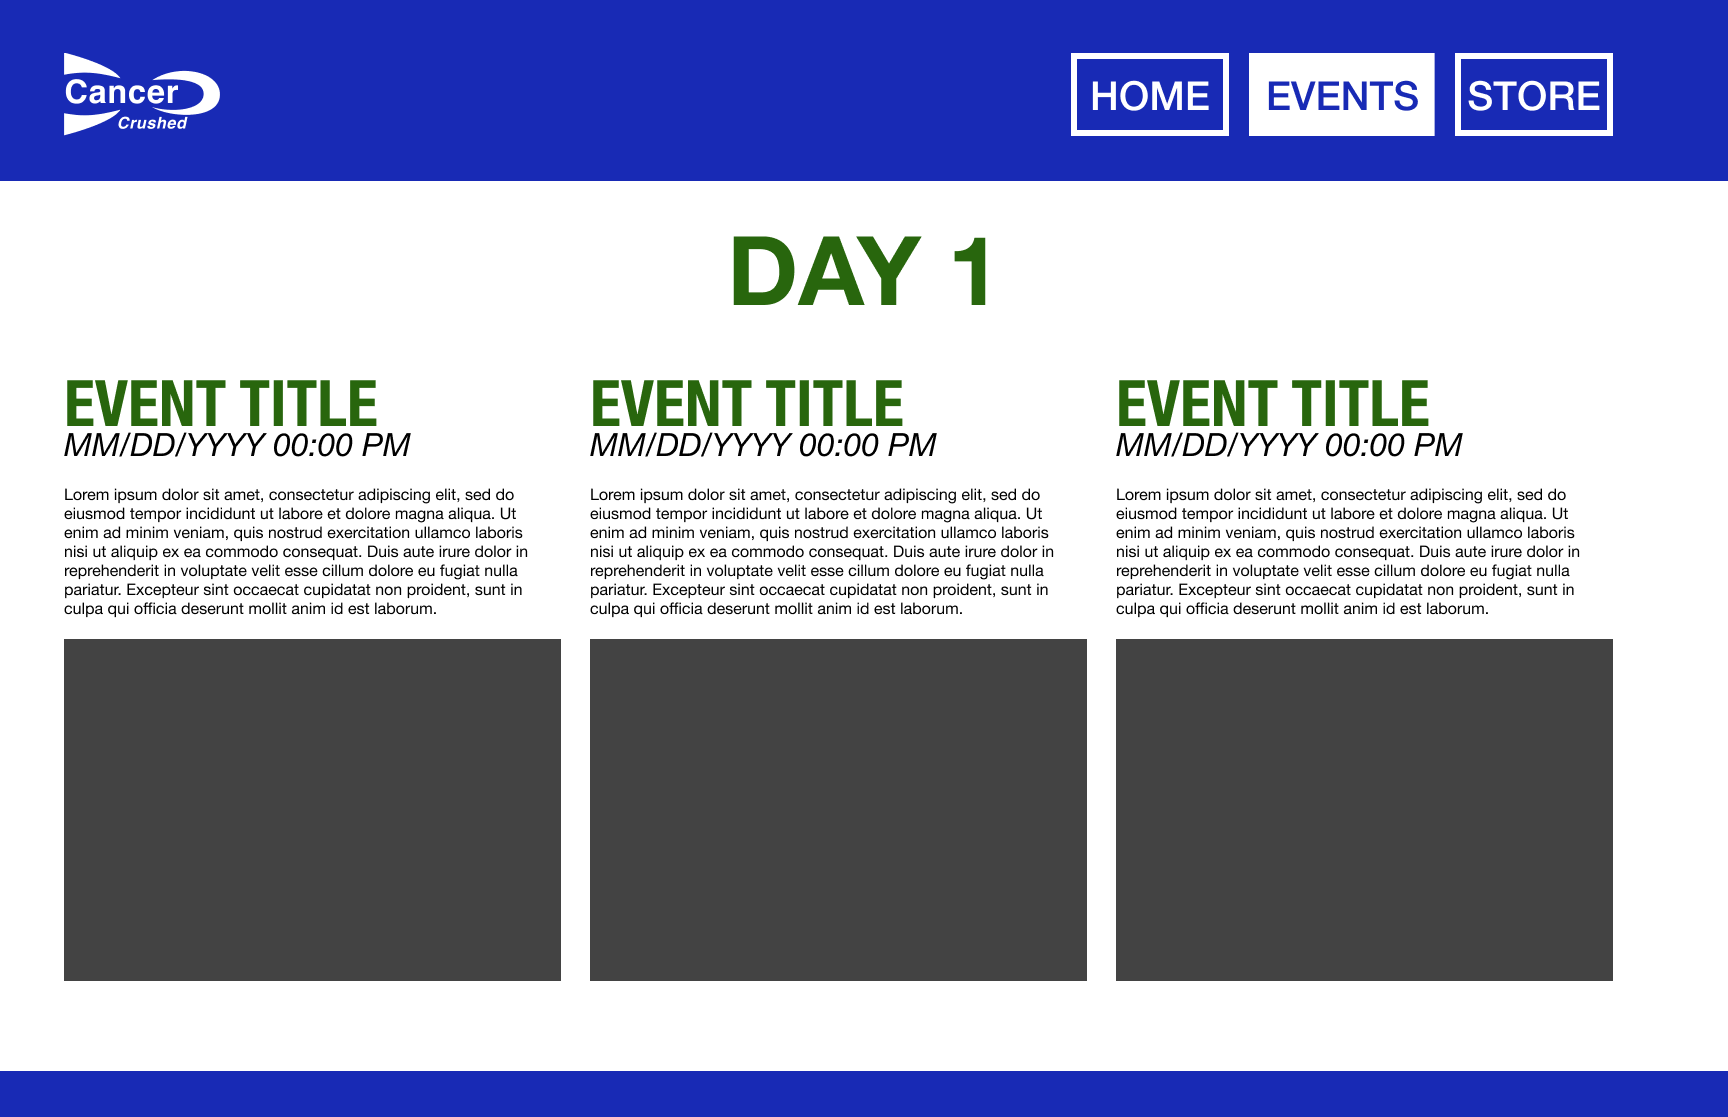 Cancer
Crushed
HOME
EVENTS
STORE
DAY 1
EVENT TITLE
MM/DD/YYYY 00:00 PM
Lorem ipsum dolor sit amet, consectetur adipiscing elit, sed do
eiusmod tempor incididunt ut labore et dolore magna aliqua. Ut
enim ad minim veniam, quis nostrud exercitation ullamco laboris
nisi ut aliquip ex ea commodo consequat. Duis aute irure dolor in
reprehenderit in voluptate velit esse cillum dolore eu fugiat nulla
pariatur. Excepteur sint occaecat cupidatat non proident, sunt in
culpa qui officia deserunt mollit anim id est laborum.
EVENT TITLE
MM/DD/YYYY 00:00 PM
Lorem ipsum dolor sit amet, consectetur adipiscing elit, sed do
eiusmod tempor incididunt ut labore et dolore magna aliqua. Ut
enim ad minim veniam, quis nostrud exercitation ullamco laboris
nisi ut aliquip ex ea commodo consequat. Duis aute irure dolor in
reprehenderit in voluptate velit esse cillum dolore eu fugiat nulla
pariatur. Excepteur sint occaecat cupidatat non proident, sunt in
culpa qui officia deserunt mollit anim id est laborum.
EVENT TITLE
MM/DD/YYYY 00:00 PM
Lorem ipsum dolor sit amet, consectetur adipiscing elit, sed do
eiusmod tempor incididunt ut labore et dolore magna aliqua. Ut
enim ad minim veniam, quis nostrud exercitation ullamco laboris
nisi ut aliquip ex ea commodo consequat. Duis aute irure dolor in
reprehenderit in voluptate velit esse cillum dolore eu fugiat nulla
pariatur. Excepteur sint occaecat cupidatat non proident, sunt in
culpa qui officia deserunt mollit anim id est laborum.